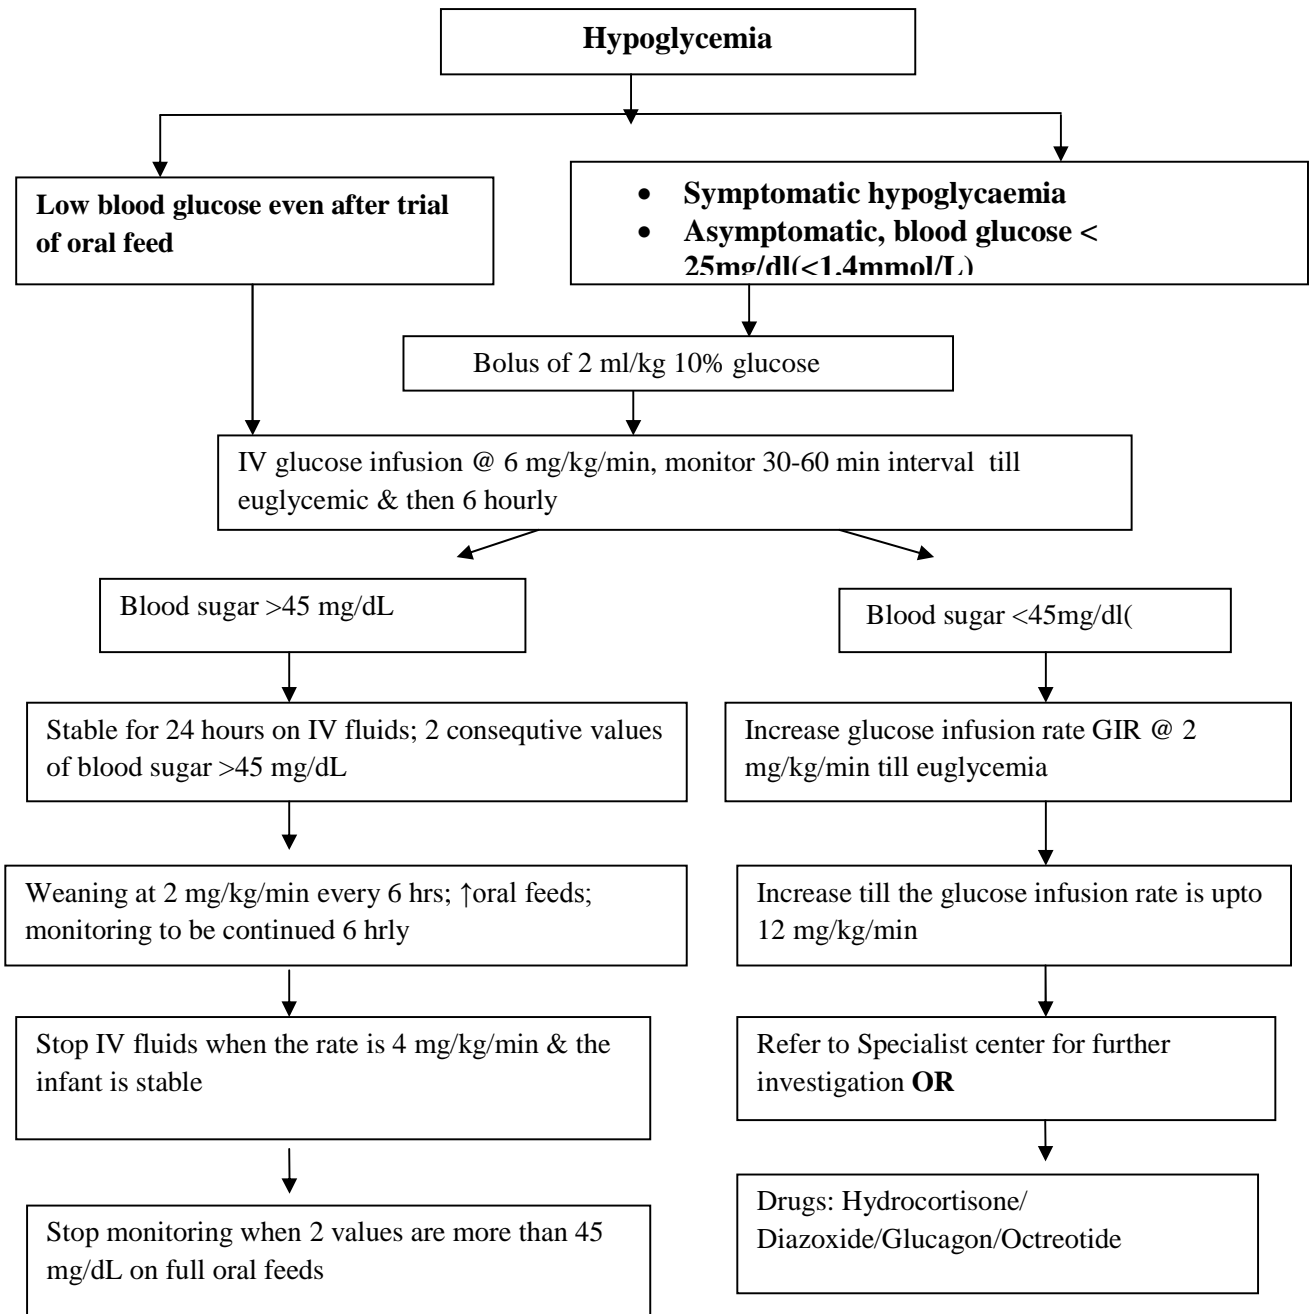 Hypoglycemia
Low blood glucose even after trial
of oral feed
• Symptomatic hypoglycaemia
• Asymptomatic, blood glucose <
25mg/dl(<1.4mmol/L)
Bolus of 2 ml/kg 10% glucose
IV glucose infusion @ 6 mg/kg/min, monitor 30-60 min interval till
euglycemic & then 6 hourly
Blood sugar >45 mg/dL
Blood sugar <45mg/dl(
Stable for 24 hours on IV fluids; 2 consequtive values
of blood sugar >45 mg/dL
Increase glucose infusion rate GIR @ 2
mg/kg/min till euglycemia
Weaning at 2 mg/kg/min every 6 hrs; ↑oral feeds;
monitoring to be continued 6 hrly
Increase till the glucose infusion rate is upto
12 mg/kg/min
Stop IV fluids when the rate is 4 mg/kg/min & the
infant is stable
Refer to Specialist center for further
investigation OR
Stop monitoring when 2 values are more than 45
mg/dL on full oral feeds
Drugs: Hydrocortisone/
Diazoxide/Glucagon/Octreotide